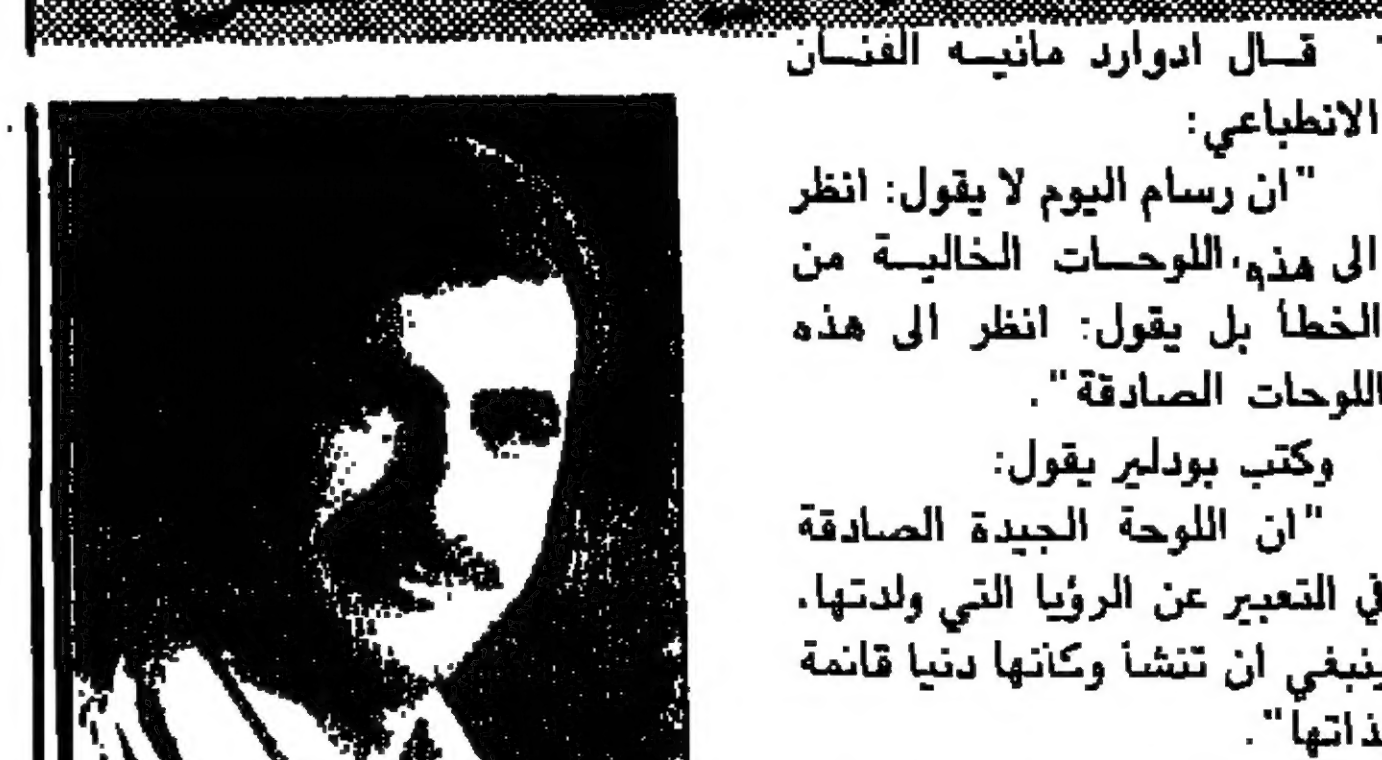 قال ادوارد مانيه الفنان
الانطباعي:
"ان رسام اليوم لا يقول: انظر
الى هذه اللوحات الخالية من
الخطأ بل يقول: انظر الى هذه
اللوحات الصادقة".
وكتب بودلير يقول:
"ان اللوحة الجيدة الصادقة
في التعبير عن الرؤيا التي ولدتها،
ينبغي ان تنشأ وكانها دنيا قائمة
بذاتها".